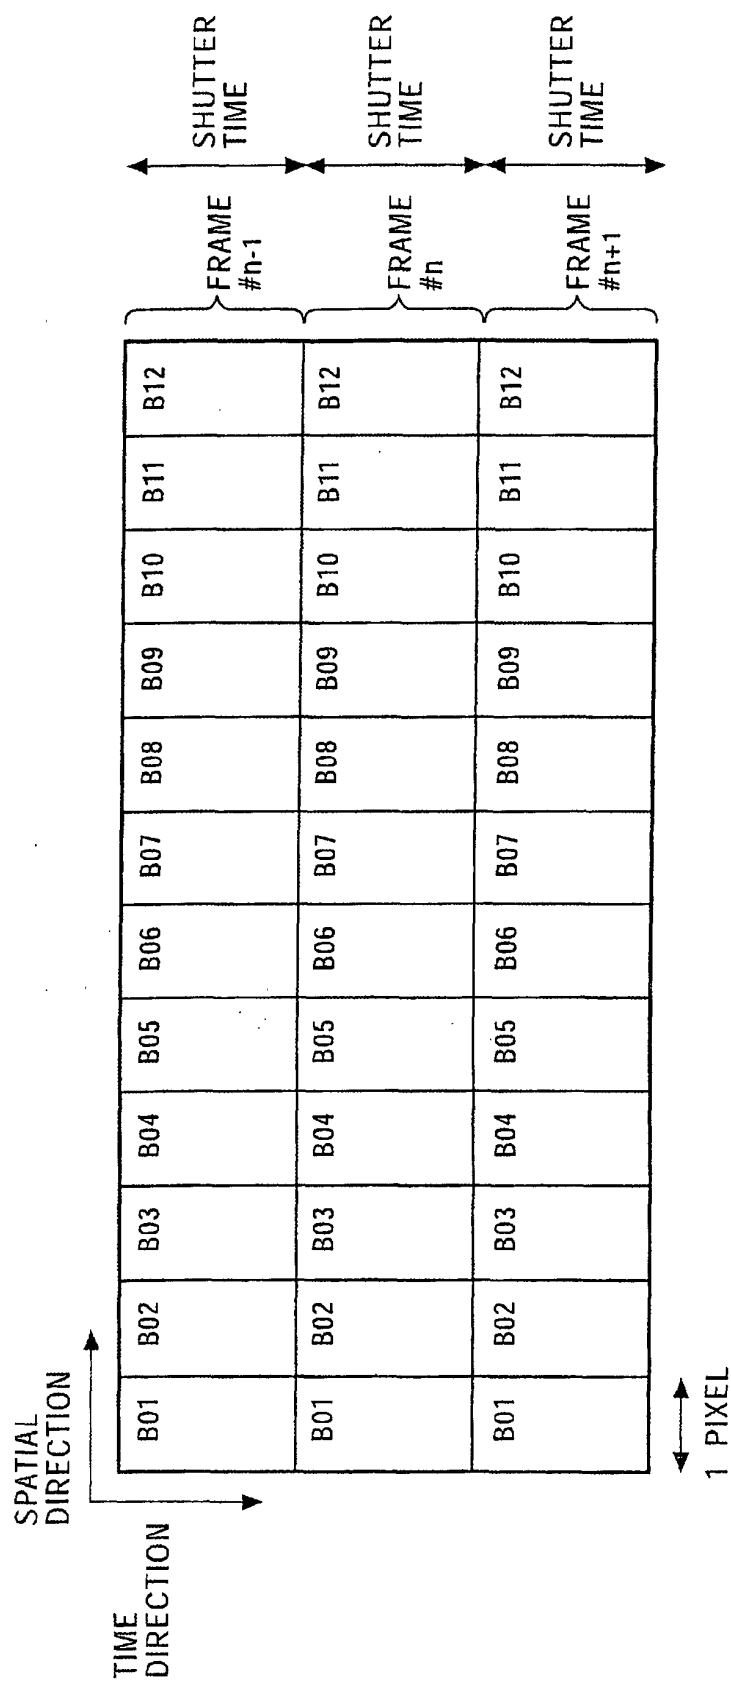 SPATIAL
DIRECTION
TIME
DIRECTION
B01 B02 B03 B04 B05 B06 B07 B08 B09 B10 B11 B12
FRAME
#n-1
SHUTTER
TIME
B01 B02 B03 B04 B05 B06 B07 B08 B09 B10 B11 B12
FRAME
#n
SHUTTER
TIME
B01 B02 B03 B04 B05 B06 B07 B08 B09 B10 B11 B12
FRAME
#n+1
SHUTTER
TIME
1 PIXEL